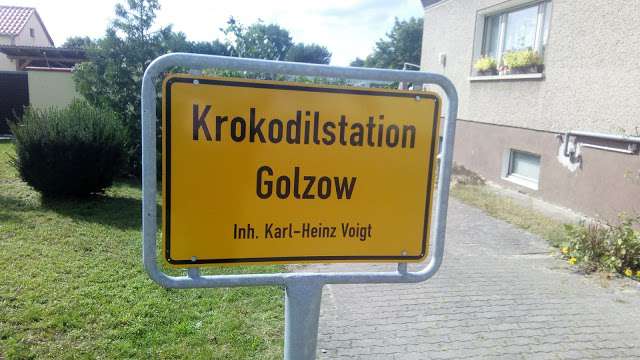 Krokodilstation
Golzow
Inh. Karl-Heinz Voigt